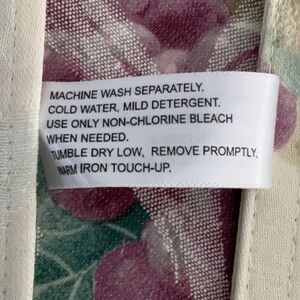 MACHINE WASH SEPARATELY.
COLD WATER, MILD DETERGENT.
USE ONLY NON-CHLORINE BLEACH
WHEN NEEDED.
TUMBLE DRY LOW, REMOVE PROMPTLY,
WARM IRON TOUCH-UP.